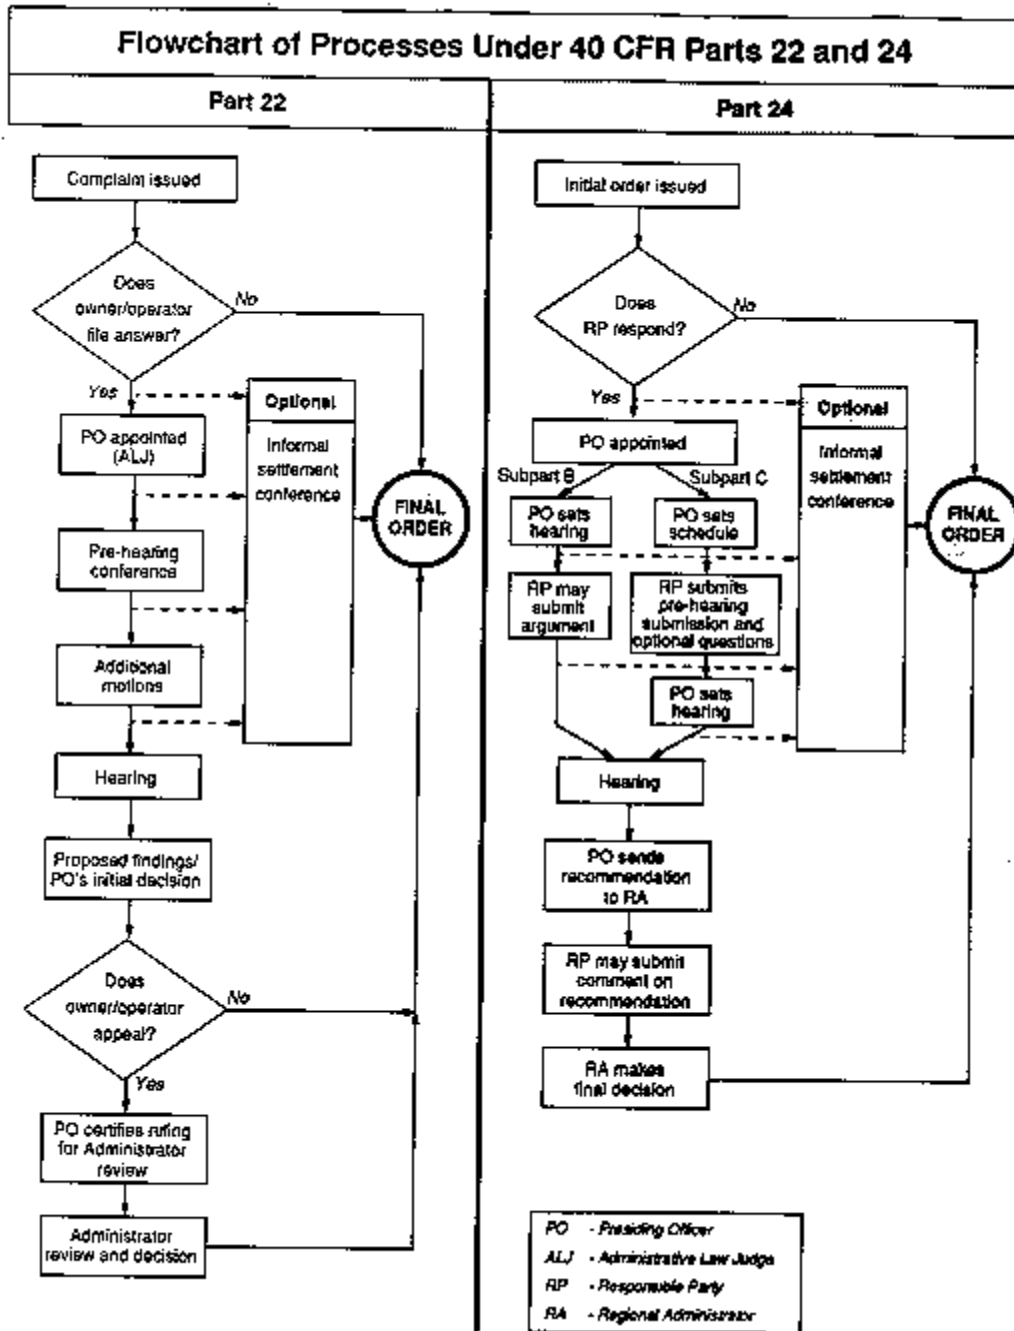 Flowchart of Processes Under 40 CFR Parts 22 and 24
Part 22
Complaint issued
Does
owner/operator
file answer?
No
Yes
PO appointed
(ALJ)
Pre-hearing
conference
Additional
motions
Hearing
Proposed findings/
PO's initial decision
Does
owner/operator
appeal?
No
Yes
PO certifies ruling
for Administrator
review
Administrator
review and decision
Optional
Informal
settlement
conference
FINAL
ORDER
Part 24
Initial order issued
Does
RP respond?
No
Yes
PO appointed
Subpart B
Subpart C
PO sets
hearing
RP may
submit
argument
PO sets
schedule
RP submits
pre-hearing
submission and
optional questions
PO sets
hearing
Hearing
PO sends
recommendation
to RA
RP may submit
comment on
recommendation
RA makes
final decision
Optional
Informal
settlement
conference
FINAL
ORDER
PO - Presiding Officer
ALJ - Administrative Law Judge
RP - Responsible Party
RA - Regional Administrator